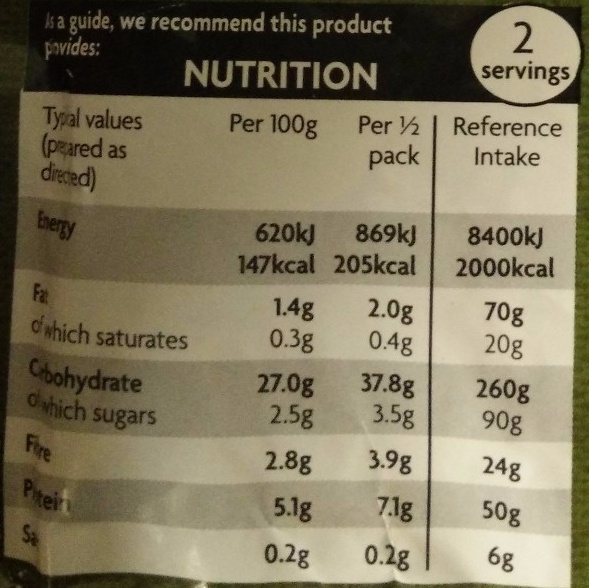 As a guide, we recommend this product
provides:
2
servings
NUTRITION
Typical values
(prepared as
directed)
Per 100g
Per ½
pack
Reference
Intake
Energy
620kJ 869kJ 8400kJ
147kcal 205kcal 2000kcal
Fat 1.4g 2.0g 70g
of which saturates 0.3g 0.4g 20g
Carbohydrate 27.0g 37.8g 260g
of which sugars 2.5g 3.5g 90g
Fibre 2.8g 3.9g 24g
Protein 5.1g 7.1g 50g
Sa 0.2g 0.2g 6g